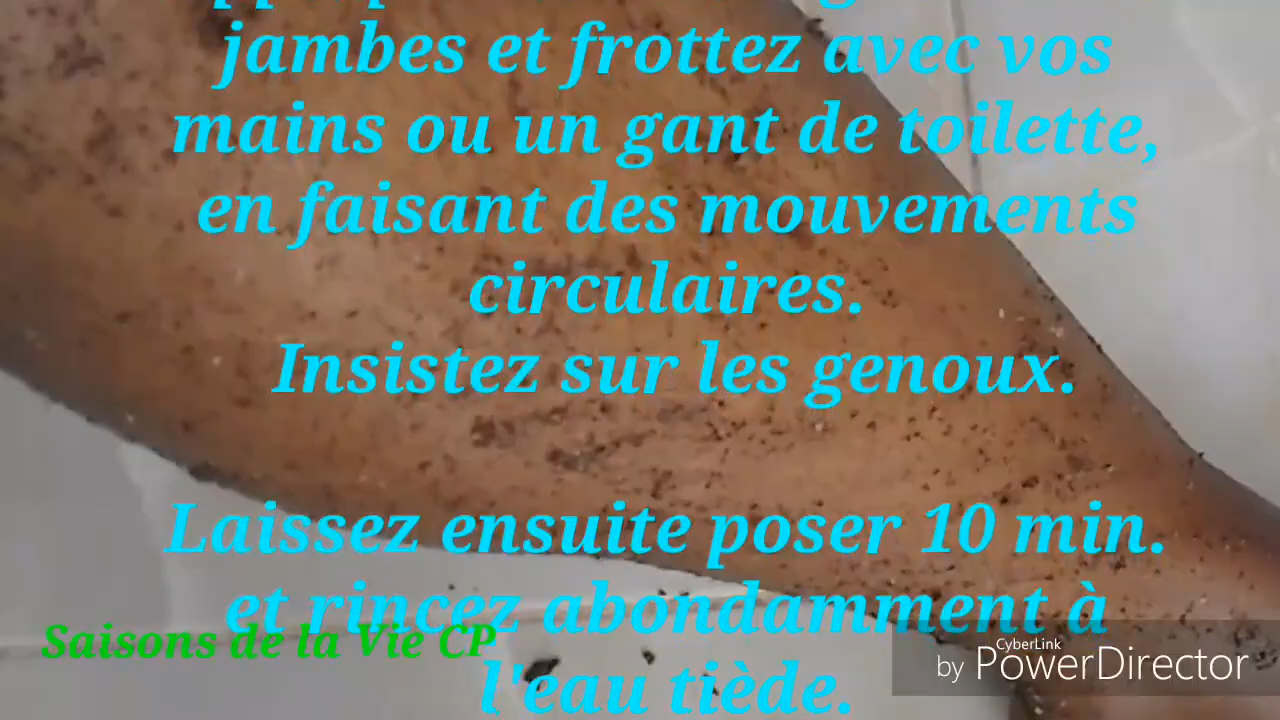 jambes et frottez avec vos
mains ou un gant de toilette,
en faisant des mouvements
circulaires.
Insistez sur les genoux.
Laissez ensuite poser 10 min.
et rincez abondamment à
l'eau tiède.
Saisons de la Vie CP
CyberLink
by PowerDirector